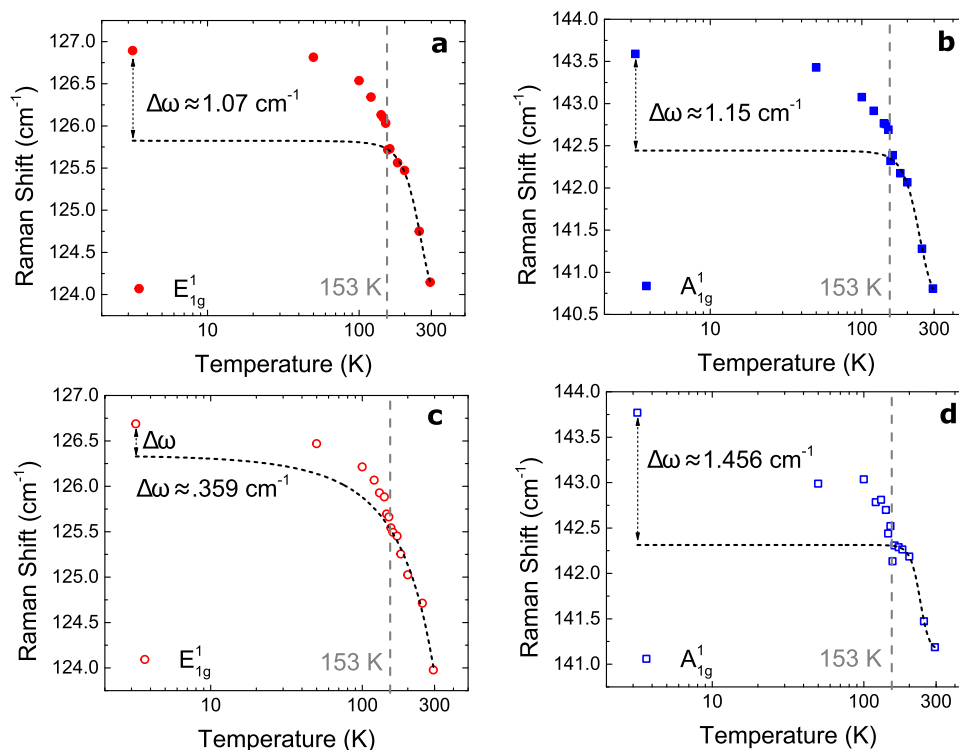 a
127.0
126.5
126.0
125.5
125.0
124.5
124.0
Raman Shift (cm⁻¹)
Δω ≈ 1.07 cm⁻¹
E¹₁g
153 K
10
100
300
Temperature (K)
b
144.0
143.5
143.0
142.5
142.0
141.5
141.0
140.5
Raman Shift (cm⁻¹)
Δω ≈ 1.15 cm⁻¹
A¹₁g
153 K
10
100
300
Temperature (K)
c
127.0
126.5
126.0
125.5
125.0
124.5
124.0
Raman Shift (cm⁻¹)
Δω
Δω ≈ .359 cm⁻¹
E¹₁g
153 K
10
100
300
Temperature (K)
d
144.0
143.5
143.0
142.5
142.0
141.5
141.0
Raman Shift (cm⁻¹)
Δω ≈ 1.456 cm⁻¹
A¹₁g
153 K
10
100
300
Temperature (K)